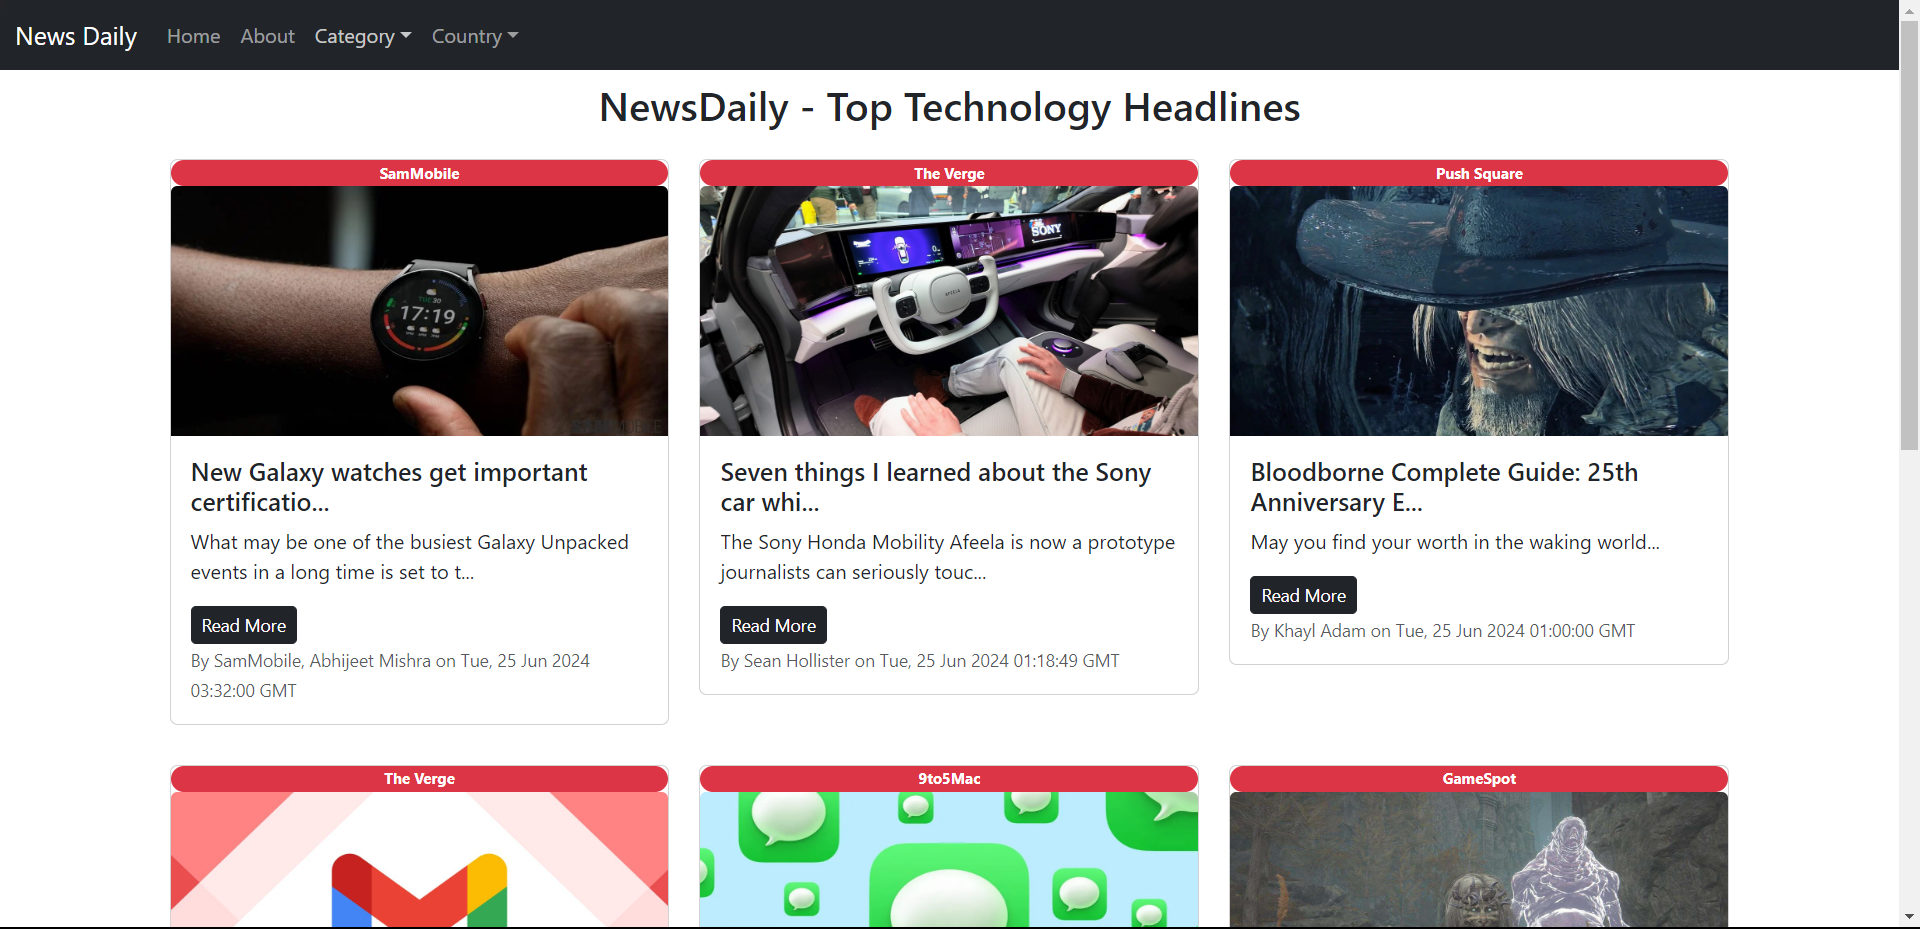 News Daily Home About Category Country
NewsDaily - Top Technology Headlines
SamMobile
TUE 30
17:19
New Galaxy watches get important
certificatio...
What may be one of the busiest Galaxy Unpacked
events in a long time is set to t...
Read More
By SamMobile, Abhijeet Mishra on Tue, 25 Jun 2024
03:32:00 GMT
The Verge
SONY
AFEELA
Seven things I learned about the Sony
car whi...
The Sony Honda Mobility Afeela is now a prototype
journalists can seriously touc...
Read More
By Sean Hollister on Tue, 25 Jun 2024 01:18:49 GMT
Push Square
Bloodborne Complete Guide: 25th
Anniversary E...
May you find your worth in the waking world...
Read More
By Khayl Adam on Tue, 25 Jun 2024 01:00:00 GMT
The Verge
9to5Mac
GameSpot